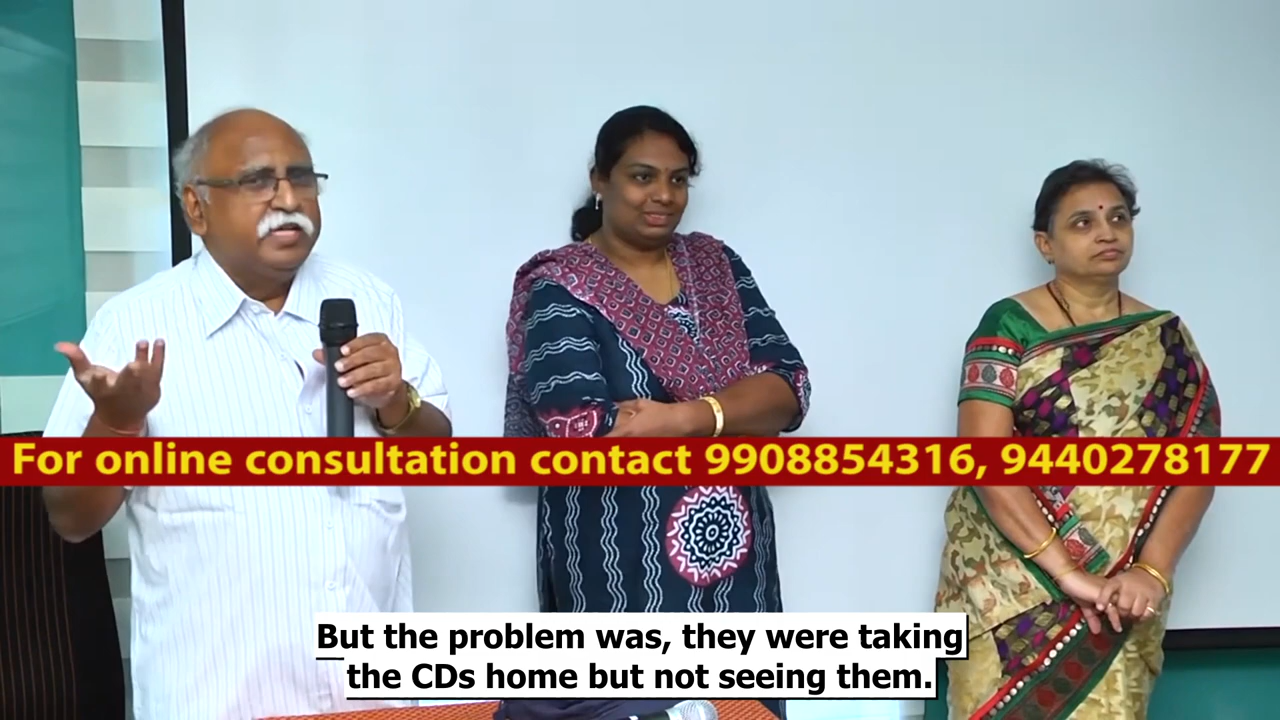 For online consultation contact 9908854316, 9440278177
But the problem was, they were taking
the CDs home but not seeing them.